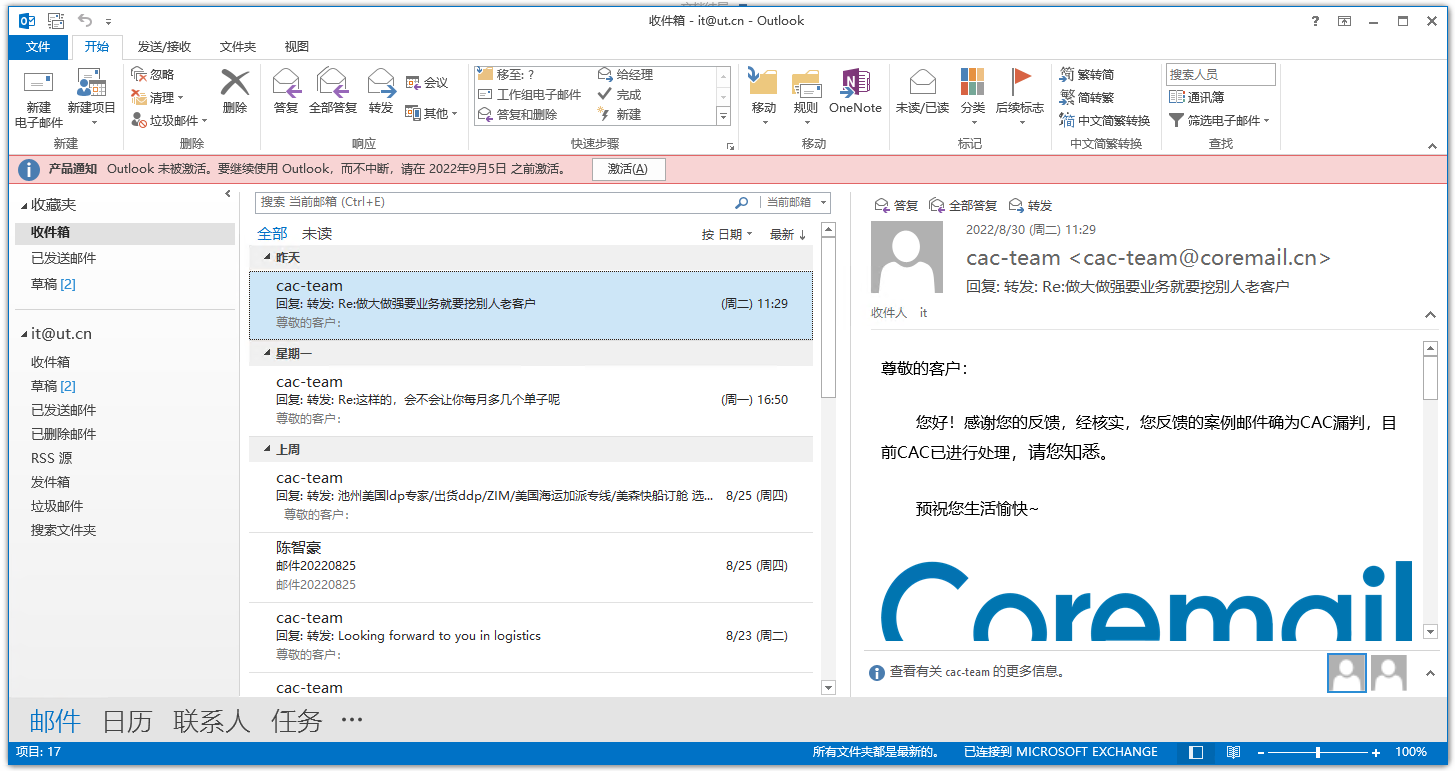 收件箱 - it@ut.cn - Outlook
文件 开始 发送/接收 文件夹 视图
新建
电子邮件
新建项目
新建
忽略
清理
垃圾邮件
删除
删除
答复
全部答复
转发
会议
其他
响应
移至: ?
工作组电子邮件
答复和删除
给经理
完成
新建
快速步骤
移动
规则
OneNote
移动
未读/已读
分类
后续标志
标记
繁转简
简转繁
中文简繁转换
中文简繁转换
搜索人员
通讯簿
筛选电子邮件
查找
产品通知 Outlook 未被激活。要继续使用 Outlook，而不中断，请在 2022年9月5日 之前激活。 激活(A)
收藏夹
收件箱
已发送邮件
草稿 [2]
it@ut.cn
收件箱
草稿 [2]
已发送邮件
已删除邮件
RSS 源
发件箱
垃圾邮件
搜索文件夹
搜索 当前邮箱 (Ctrl+E) 当前邮箱
全部 未读 按 日期 最新 ↓
昨天
cac-team
回复: 转发: Re:做大做强要业务就要挖别人老客户 (周二) 11:29
尊敬的客户：
星期一
cac-team
回复: 转发: Re:这样的，会不会让你每月多几个单子呢 (周一) 16:50
尊敬的客户：
上周
cac-team
回复: 转发: 池州美国ldp专家/出货ddp/ZIM/美国海运加派专线/美森快船订舱 选... 8/25 (周四)
尊敬的客户：
陈智豪
邮件20220825 8/25 (周四)
邮件20220825
cac-team
回复: 转发: Looking forward to you in logistics 8/23 (周二)
尊敬的客户：
cac-team
答复 全部答复 转发
2022/8/30 (周二) 11:29
cac-team <cac-team@coremail.cn>
回复: 转发: Re:做大做强要业务就要挖别人老客户
收件人 it
尊敬的客户：
您好！感谢您的反馈，经核实，您反馈的案例邮件确为CAC漏判，目
前CAC已进行处理，请您知悉。
预祝您生活愉快~
Coremail
查看有关 cac-team 的更多信息。
邮件 日历 联系人 任务 ···
项目: 17 所有文件夹都是最新的。 已连接到 MICROSOFT EXCHANGE 100%